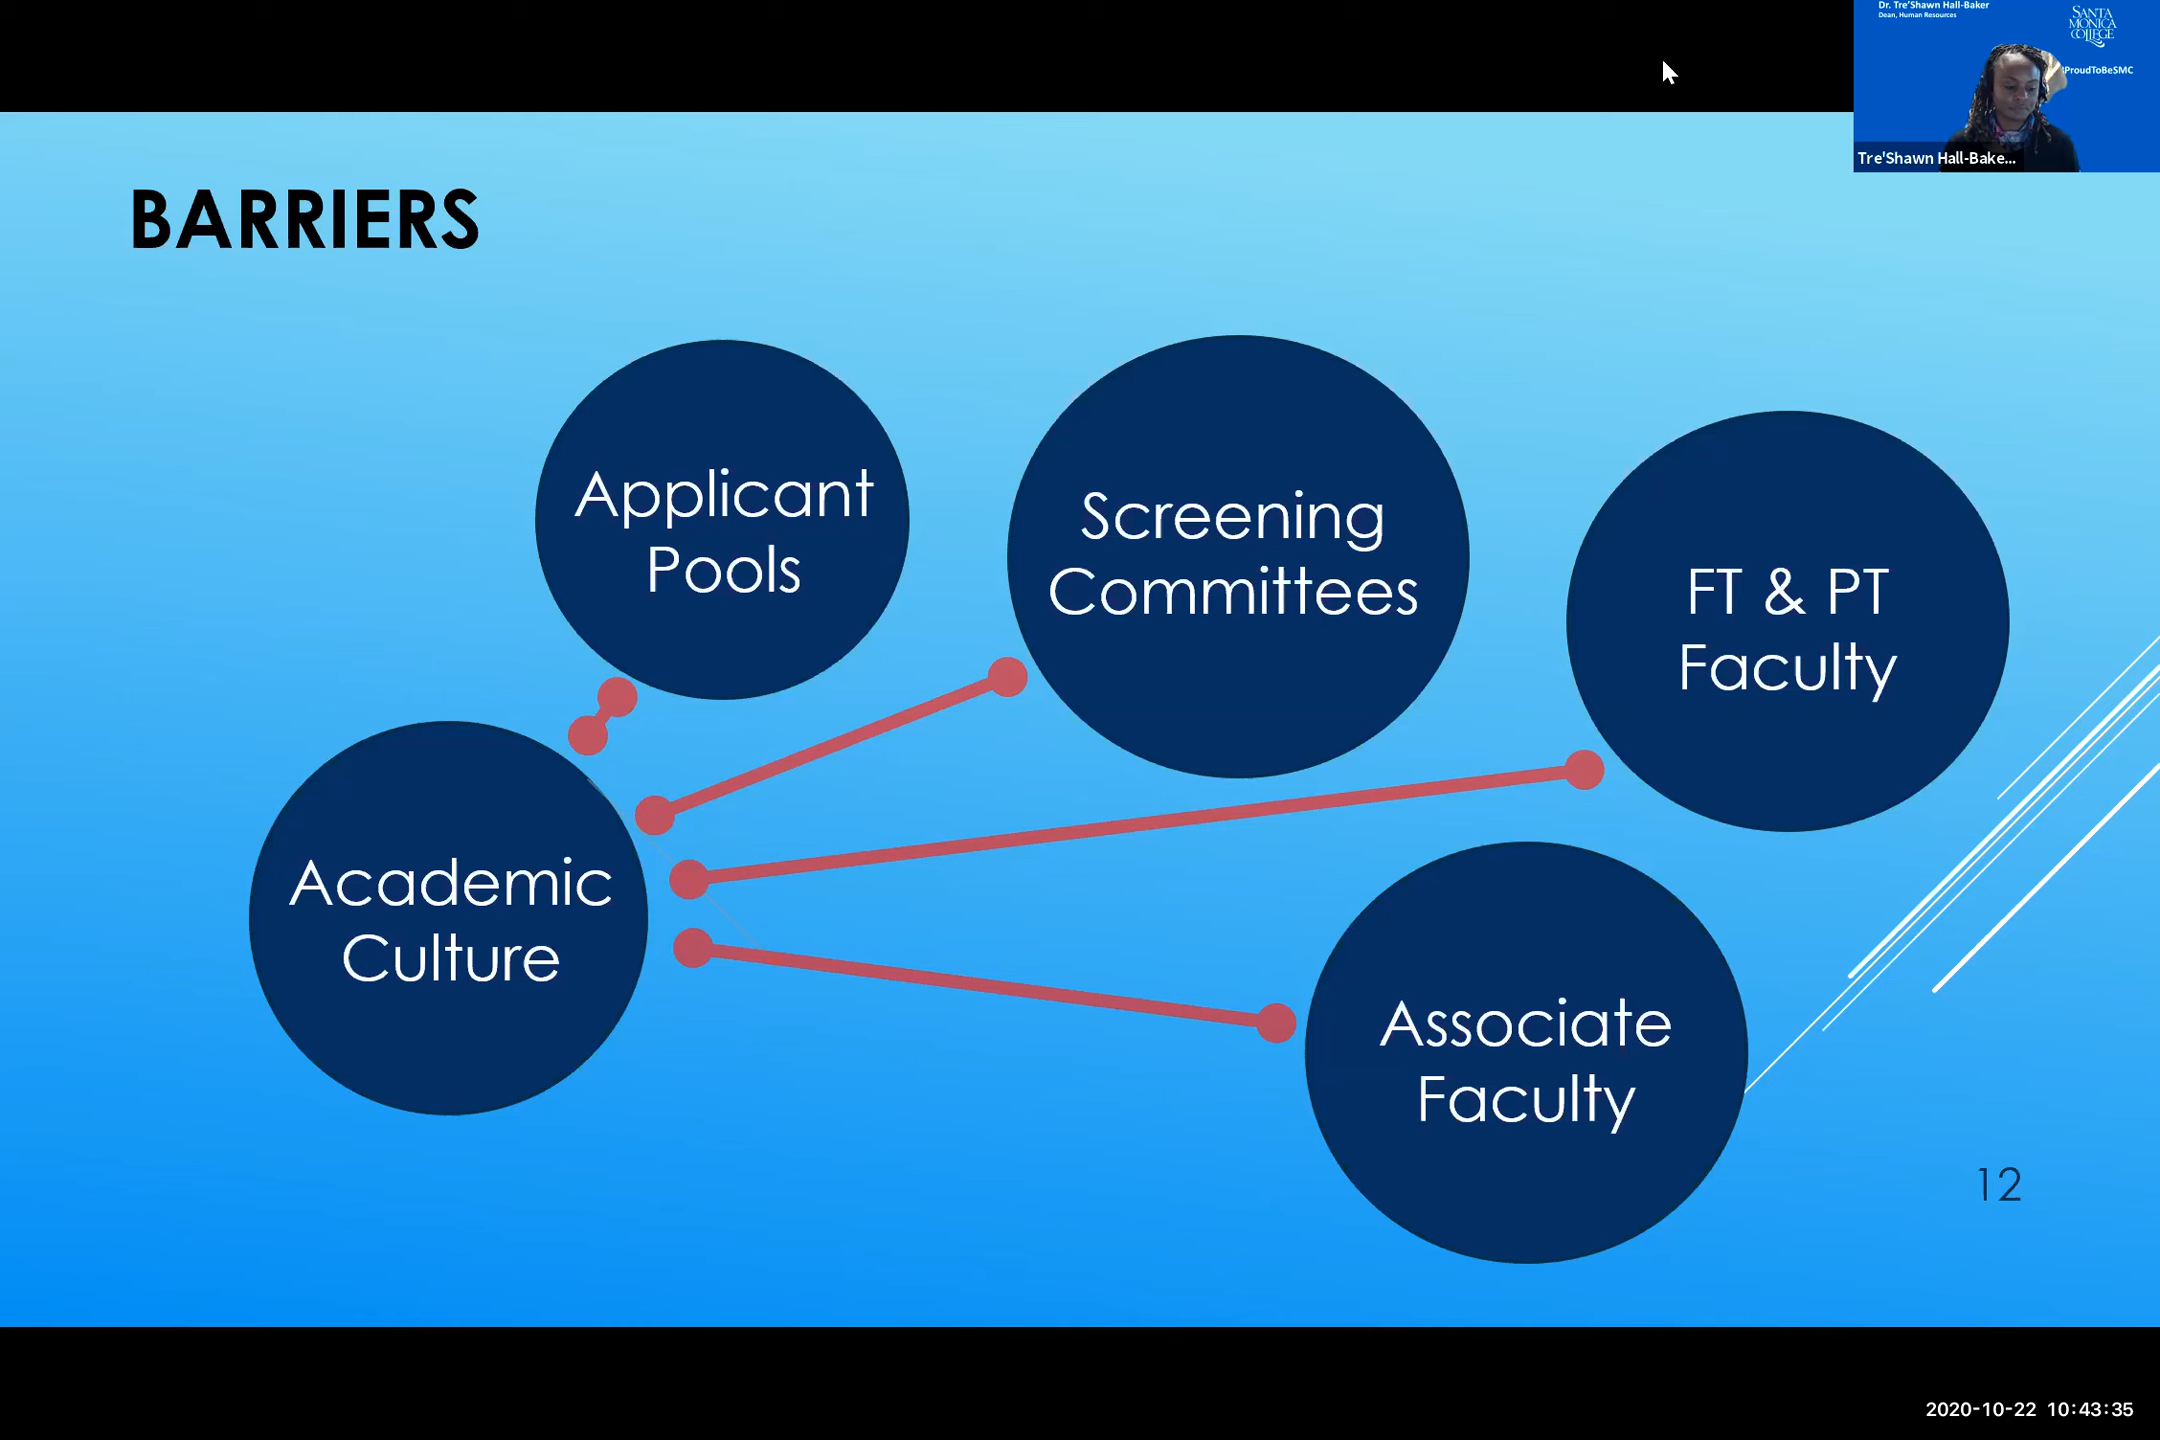 Dr. Tre'Shawn Hall-Baker
Dean, Human Resources
SANTA
MONICA
COLLEGE
#ProudToBeSMC
Tre'Shawn Hall-Bake...
BARRIERS
Applicant
Pools
Screening
Committees
FT & PT
Faculty
Academic
Culture
Associate
Faculty
12
2020-10-22 10:43:35